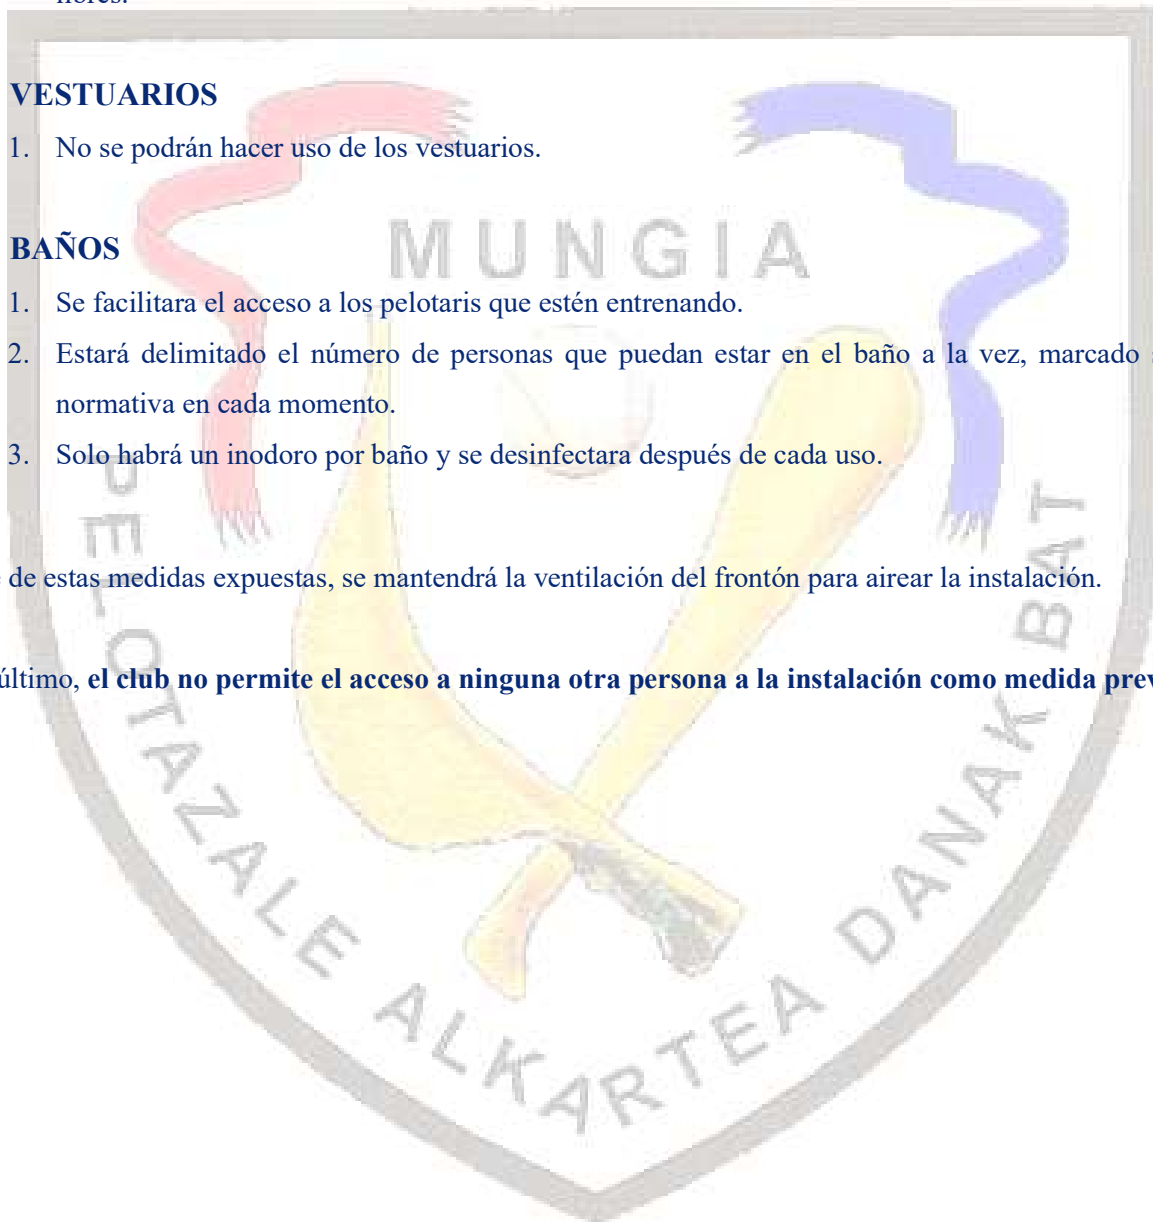 VESTUARIOS
1. No se podrán hacer uso de los vestuarios.
MUNGIA
BAÑOS
1. Se facilitara el acceso a los pelotaris que estén entrenando.
2. Estará delimitado el número de personas que puedan estar en el baño a la vez, marcado
normativa en cada momento.
3. Solo habrá un inodoro por baño y se desinfectara después de cada uso.
de estas medidas expuestas, se mantendrá la ventilación del frontón para airear la instalación.
último, el club no permite el acceso a ninguna otra persona a la instalación como medida
PELOTAZALE ALKARTEA DANAK BAT